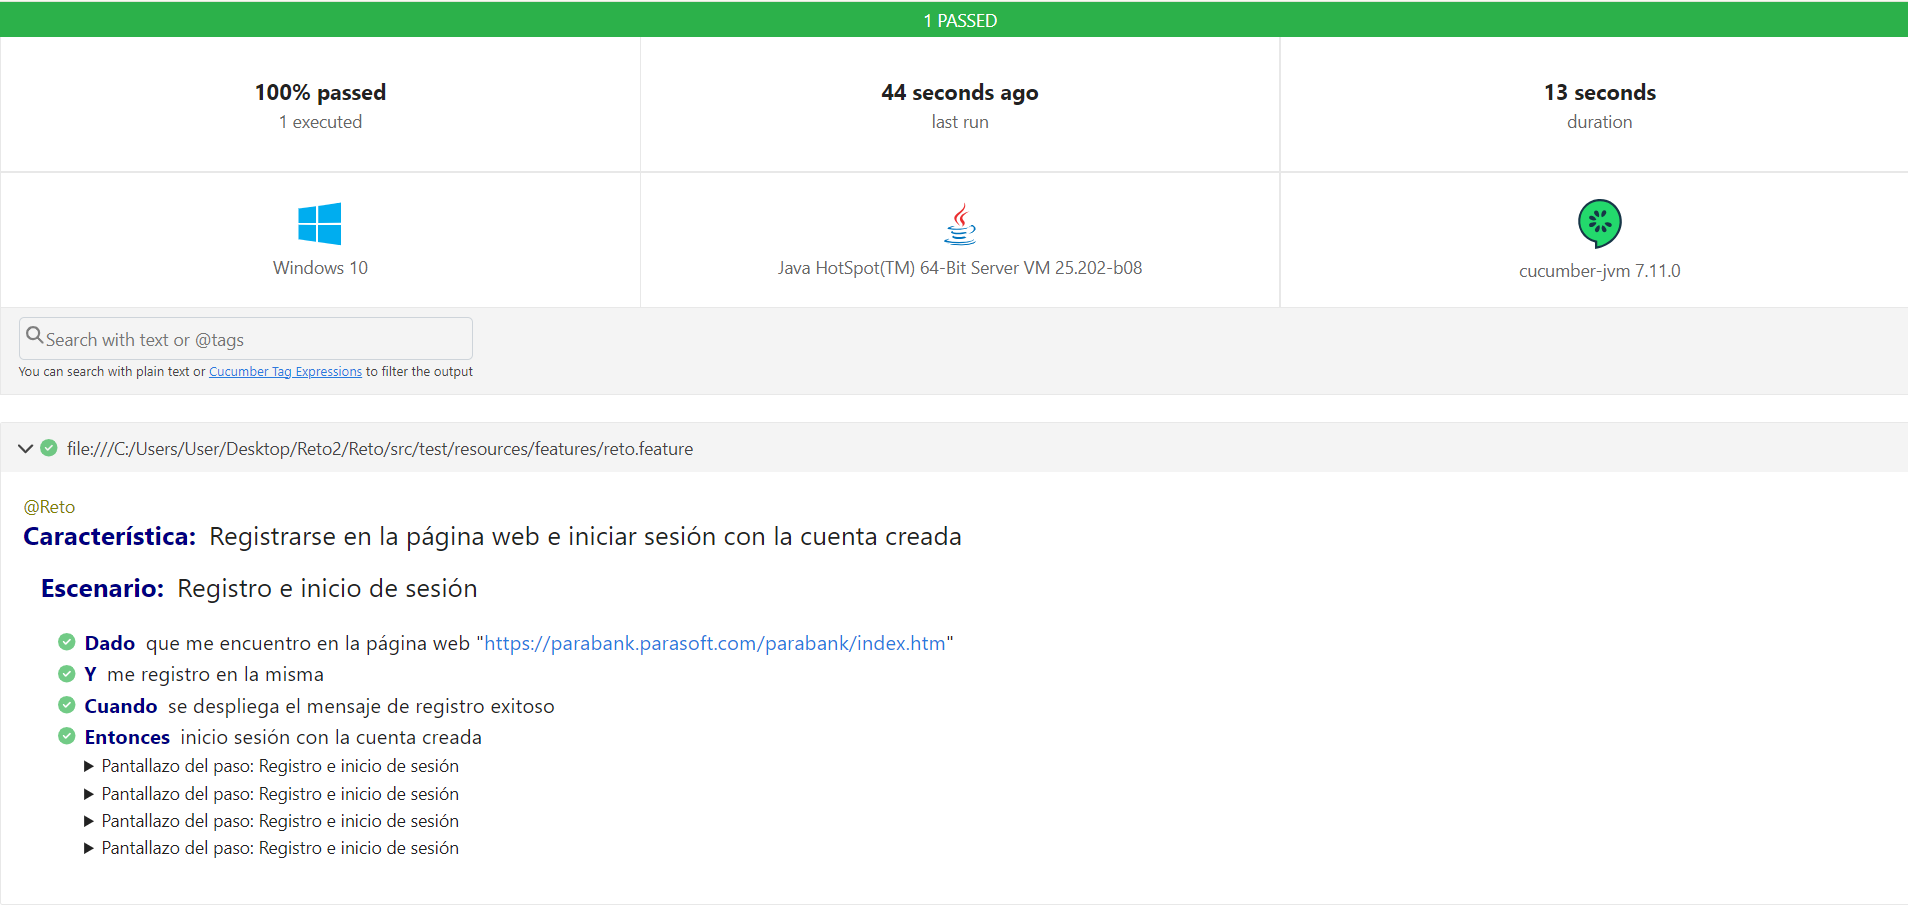 1 PASSED
100% passed
1 executed
44 seconds ago
last run
13 seconds
duration
Windows 10
Java HotSpot(TM) 64-Bit Server VM 25.202-b08
cucumber-jvm 7.11.0
Search with text or @tags
You can search with plain text or Cucumber Tag Expressions to filter the output
file:///C:/Users/User/Desktop/Reto2/Reto/src/test/resources/features/reto.feature
@Reto
Característica: Registrarse en la página web e iniciar sesión con la cuenta creada
Escenario: Registro e inicio de sesión
Dado que me encuentro en la página web "https://parabank.parasoft.com/parabank/index.htm"
Y me registro en la misma
Cuando se despliega el mensaje de registro exitoso
Entonces inicio sesión con la cuenta creada
Pantallazo del paso: Registro e inicio de sesión
Pantallazo del paso: Registro e inicio de sesión
Pantallazo del paso: Registro e inicio de sesión
Pantallazo del paso: Registro e inicio de sesión